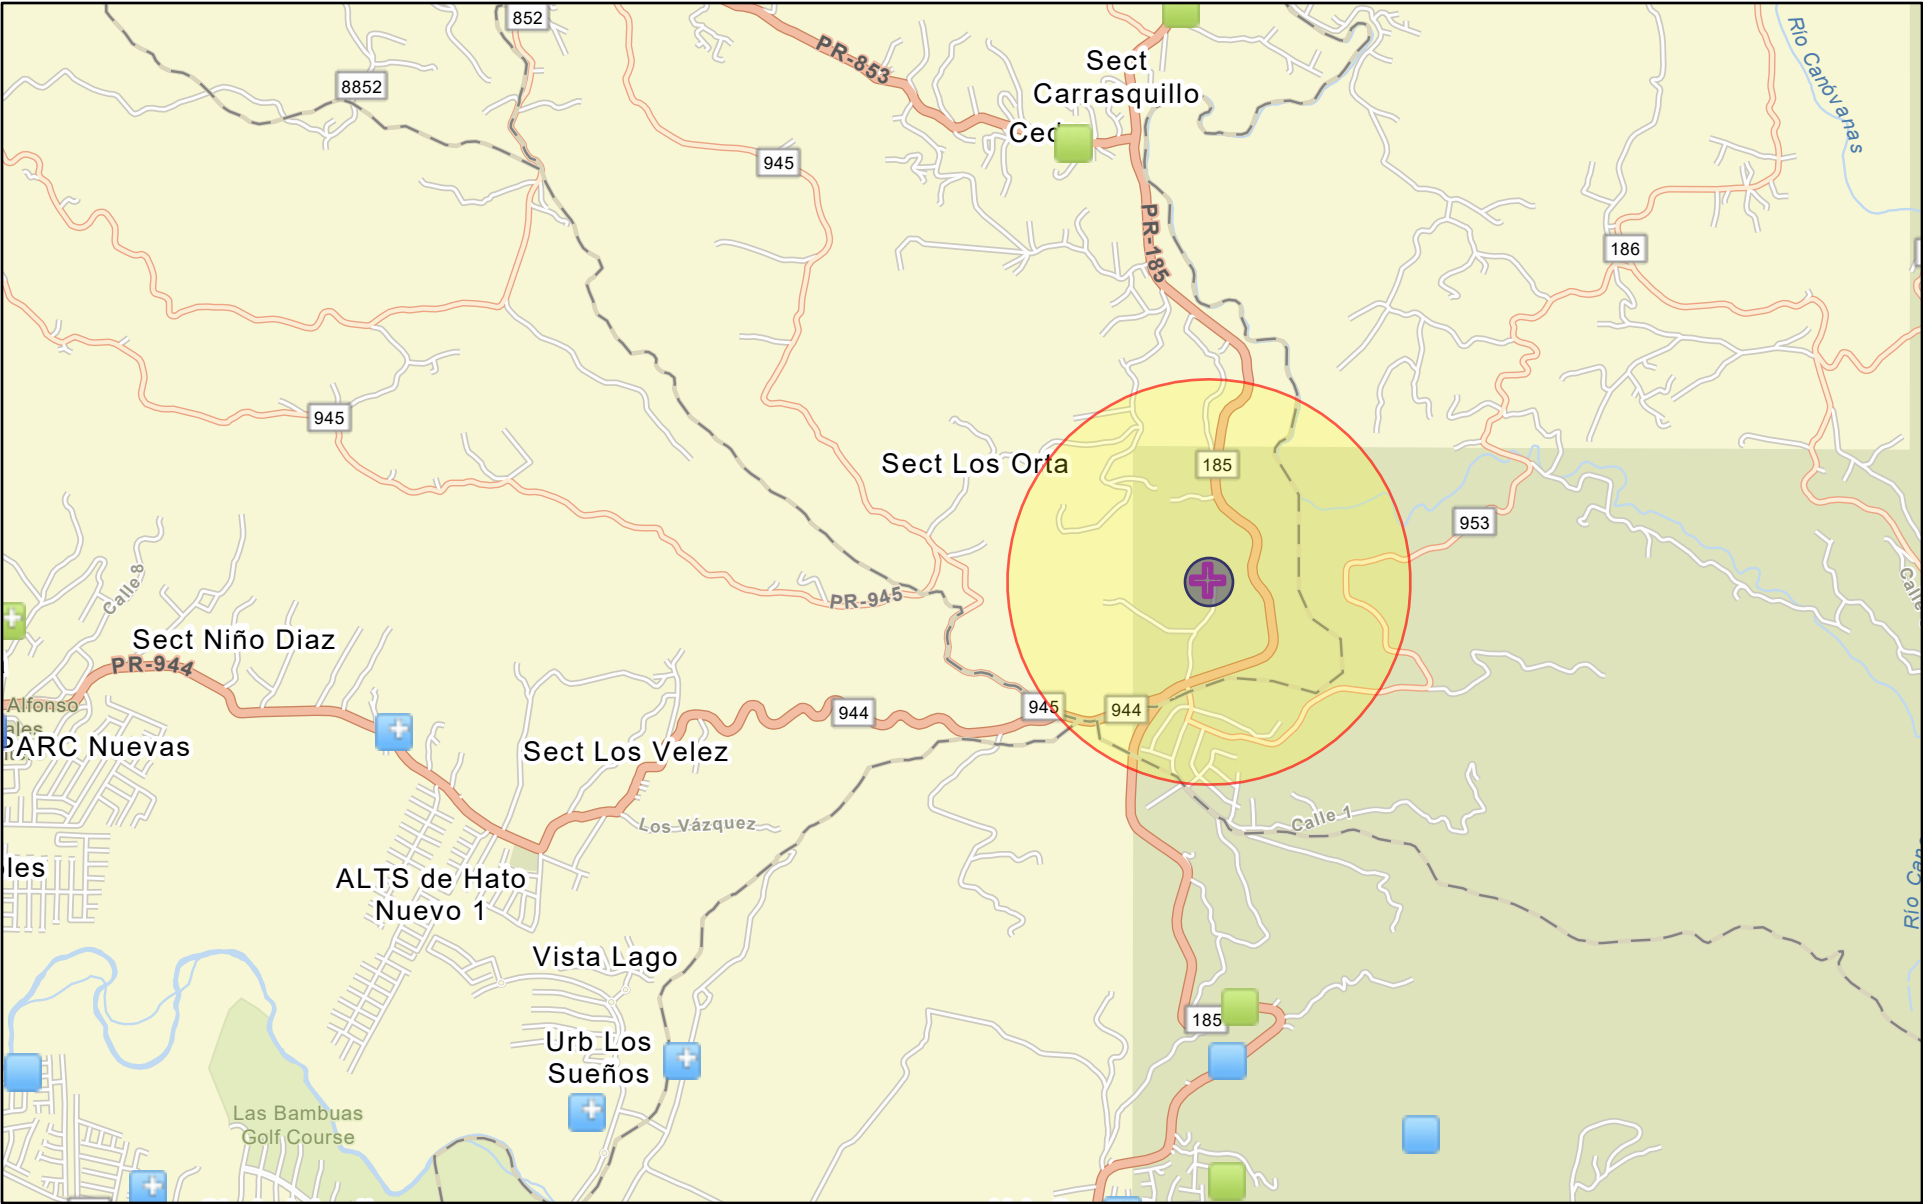 852
Río Canóvanas
PR-853
Sect
Carrasquillo
8852
945
PR-185
186
945
Sect Los Orta
185
953
Calle 8
PR-945
Sect Niño Diaz
PR-944
Alfonso
945
944
944
PARC Nuevas
Sect Los Velez
Los Vázquez
Calle 1
ALTS de Hato
Nuevo 1
Vista Lago
185
Urb Los
Sueños
Las Bambuas
Golf Course